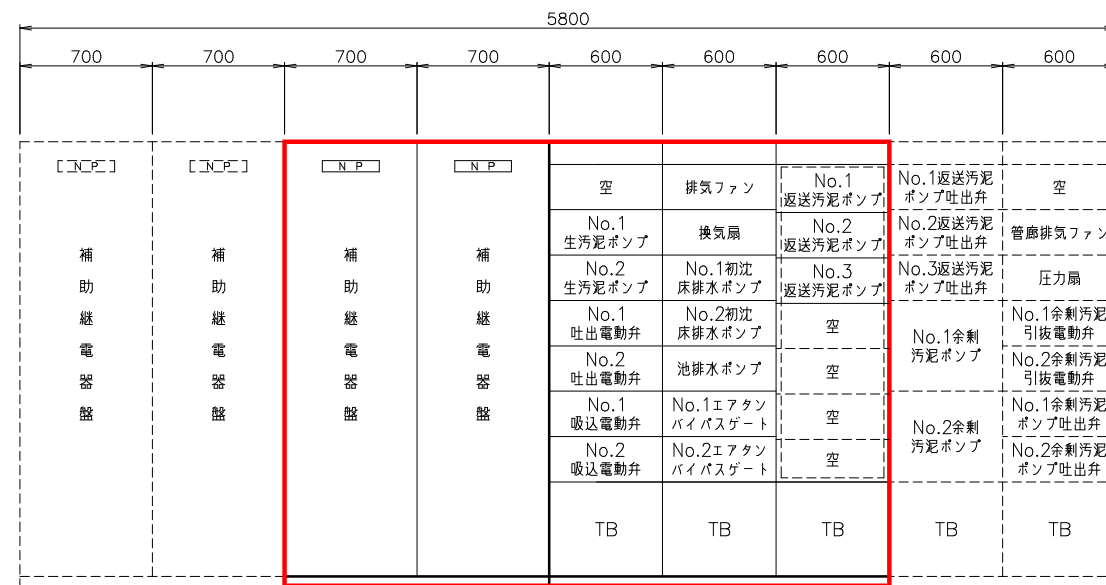 5800
700
700
700
700
600
600
600
600
600
N P
N P
N P
N P
補助継電器盤
補助継電器盤
補助継電器盤
補助継電器盤
空
No.1
生汚泥ポンプ
No.2
生汚泥ポンプ
No.1
吐出電動弁
No.2
吐出電動弁
No.1
吸込電動弁
No.2
吸込電動弁
TB
排気ファン
換気扇
No.1初沈
床排水ポンプ
No.2初沈
床排水ポンプ
池排水ポンプ
No.1エアタン
バイパスゲート
No.2エアタン
バイパスゲート
TB
No.1
返送汚泥ポンプ
No.2
返送汚泥ポンプ
No.3
返送汚泥ポンプ
空
空
空
空
TB
No.1返送汚泥
ポンプ吐出弁
No.2返送汚泥
ポンプ吐出弁
No.3返送汚泥
ポンプ吐出弁
No.1余剰
汚泥ポンプ
No.2余剰
汚泥ポンプ
TB
空
管廊排気ファン
圧力扇
No.1余剰汚泥
引抜電動弁
No.2余剰汚泥
引抜電動弁
No.1余剰汚泥
ポンプ吐出弁
No.2余剰汚泥
ポンプ吐出弁
TB